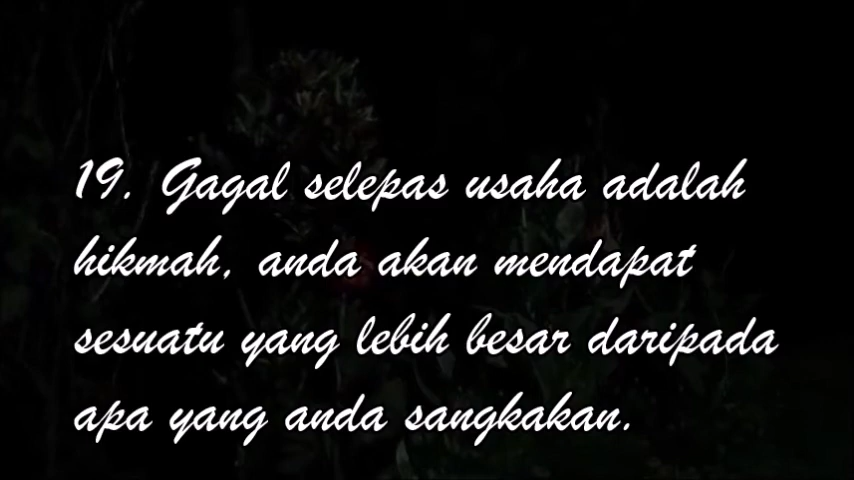 19. Gagal selepas usaha adalah
hikmah, anda akan mendapat
sesuatu yang lebih besar daripada
apa yang anda sangkakan.